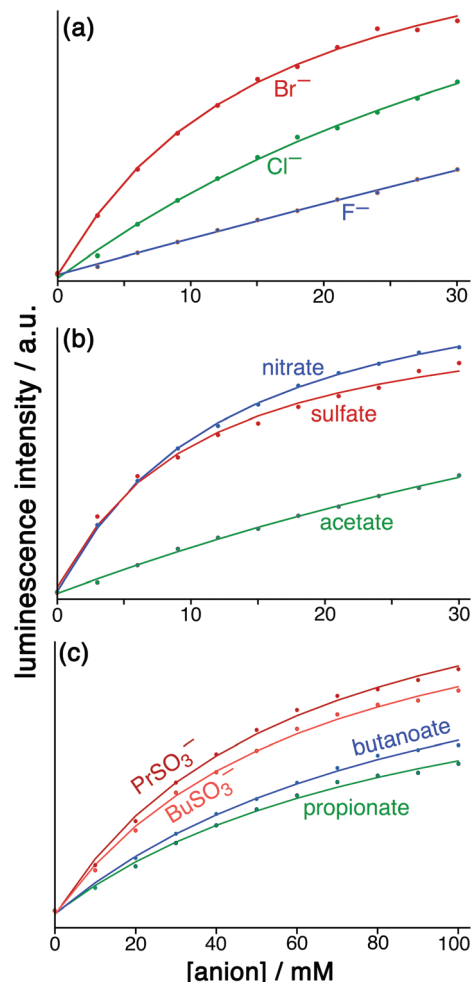 luminescence intensity / a.u.
(a)
Br⁻
Cl⁻
F⁻
0 10 20 30
(b)
nitrate
sulfate
acetate
0 10 20 30
(c)
PrSO₃⁻
BuSO₃⁻
butanoate
propionate
0 20 40 60 80 100
[anion] / mM